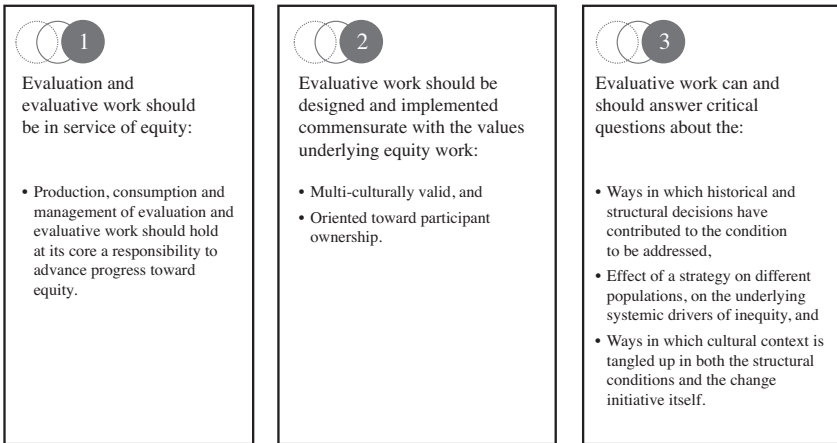 1
Evaluation and
evaluative work should
be in service of equity:
• Production, consumption and
management of evaluation and
evaluative work should hold
at its core a responsibility to
advance progress toward
equity.
2
Evaluative work should be
designed and implemented
commensurate with the values
underlying equity work:
• Multi-culturally valid, and
• Oriented toward participant
ownership.
3
Evaluative work can and
should answer critical
questions about the:
• Ways in which historical and
structural decisions have
contributed to the condition
to be addressed,
• Effect of a strategy on different
populations, on the underlying
systemic drivers of inequity, and
• Ways in which cultural context is
tangled up in both the structural
conditions and the change
initiative itself.